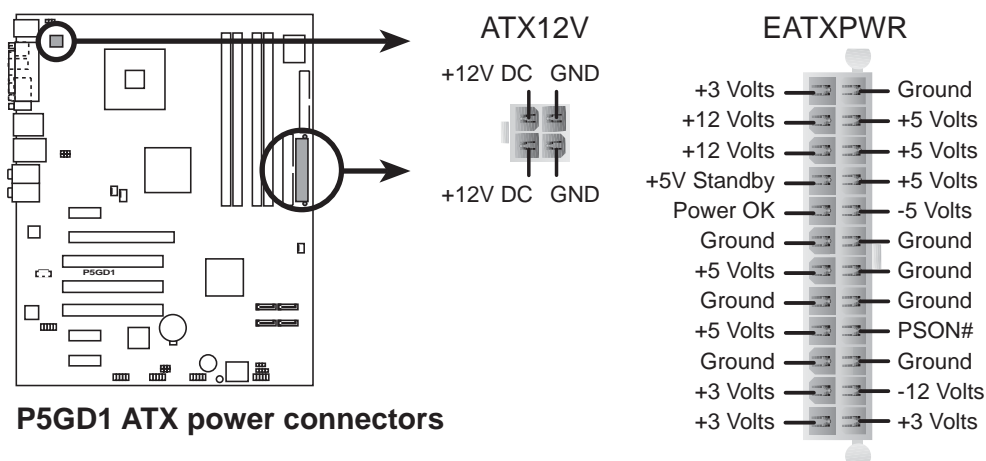 ATX12V
+12V DC GND
+12V DC GND
EATXPWR
+3 Volts Ground
+12 Volts +5 Volts
+12 Volts +5 Volts
+5V Standby +5 Volts
Power OK -5 Volts
Ground Ground
+5 Volts Ground
Ground Ground
+5 Volts PSON#
Ground Ground
+3 Volts -12 Volts
+3 Volts +3 Volts
P5GD1
P5GD1 ATX power connectors